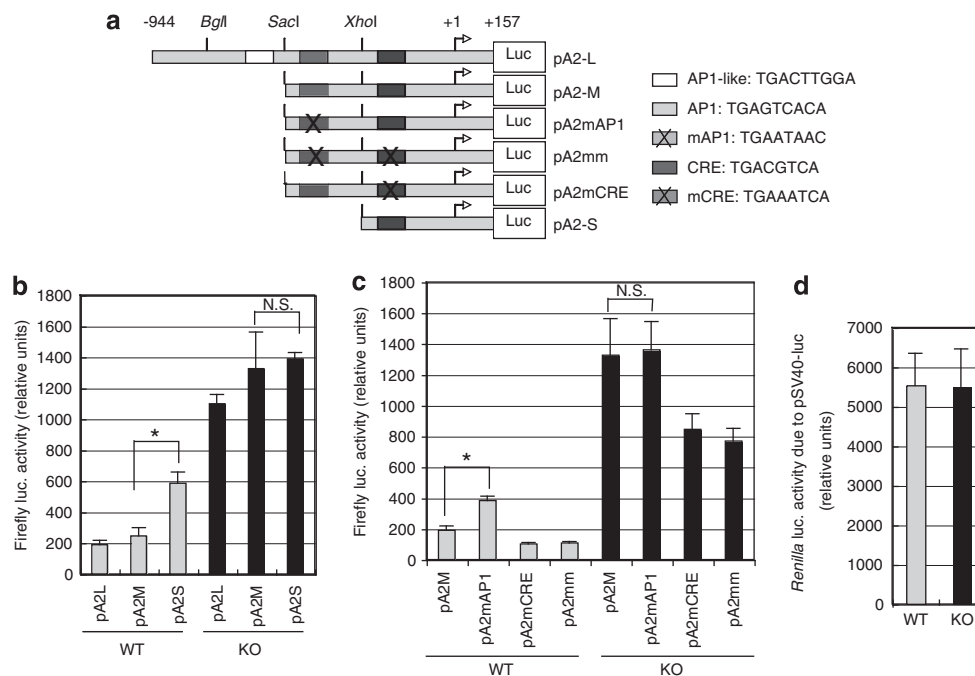 a
-944 BglI SacI XhoI +1 +157
Luc pA2-L
Luc pA2-M
Luc pA2mAP1
Luc pA2mm
Luc pA2mCRE
Luc pA2-S
AP1-like: TGACTTGGA
AP1: TGAGTCACA
mAP1: TGAATAAC
CRE: TGACGTCA
mCRE: TGAAATCA
b
Firefly luc. activity (relative units)
1800
1600
1400
1200
1000
800
600
400
200
0
*
N.S.
pA2L pA2M pA2S pA2L pA2M pA2S
WT KO
c
Firefly luc. activity (relative units)
1800
1600
1400
1200
1000
800
600
400
200
0
*
N.S.
pA2M pA2mAP1 pA2mCRE pA2mm pA2M pA2mAP1 pA2mCRE pA2mm
WT KO
d
Renilla luc. activity due to pSV40-luc
(relative units)
7000
6000
5000
4000
3000
2000
1000
0
WT KO